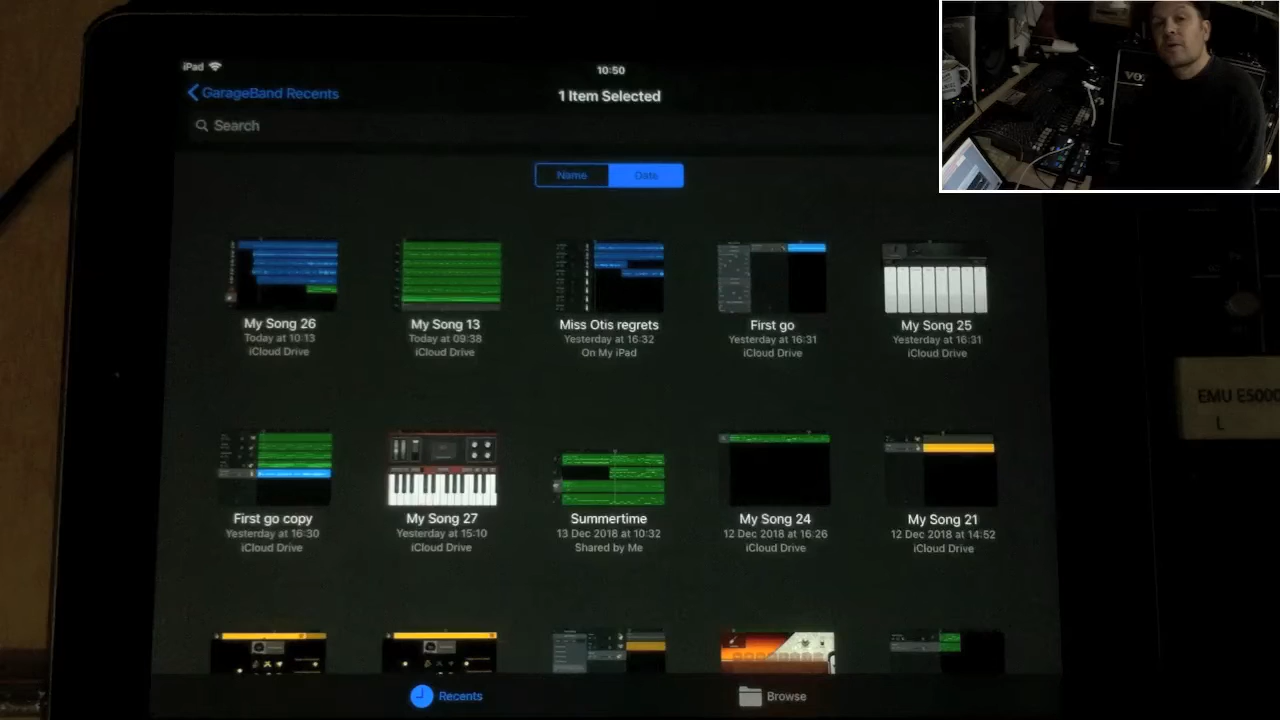 iPad
10:50
GarageBand Recents
1 Item Selected
Search
Name
Date
My Song 26
Today at 10:13
iCloud Drive
My Song 13
Today at 09:38
iCloud Drive
Miss Otis regrets
Yesterday at 16:32
On My iPad
First go
Yesterday at 16:31
iCloud Drive
My Song 25
Yesterday at 16:31
iCloud Drive
First go copy
Yesterday at 16:30
iCloud Drive
My Song 27
Yesterday at 15:10
iCloud Drive
Summertime
13 Dec 2018 at 10:32
Shared by Me
My Song 24
12 Dec 2018 at 16:26
iCloud Drive
My Song 21
12 Dec 2018 at 14:52
iCloud Drive
Recents
Browse
EMU E5000
L